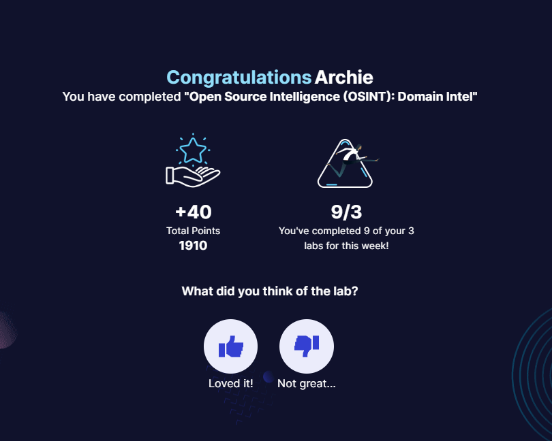 Congratulations Archie
You have completed "Open Source Intelligence (OSINT): Domain Intel"
+40
Total Points
1910
9/3
You've completed 9 of your 3
labs for this week!
What did you think of the lab?
Loved it!
Not great...